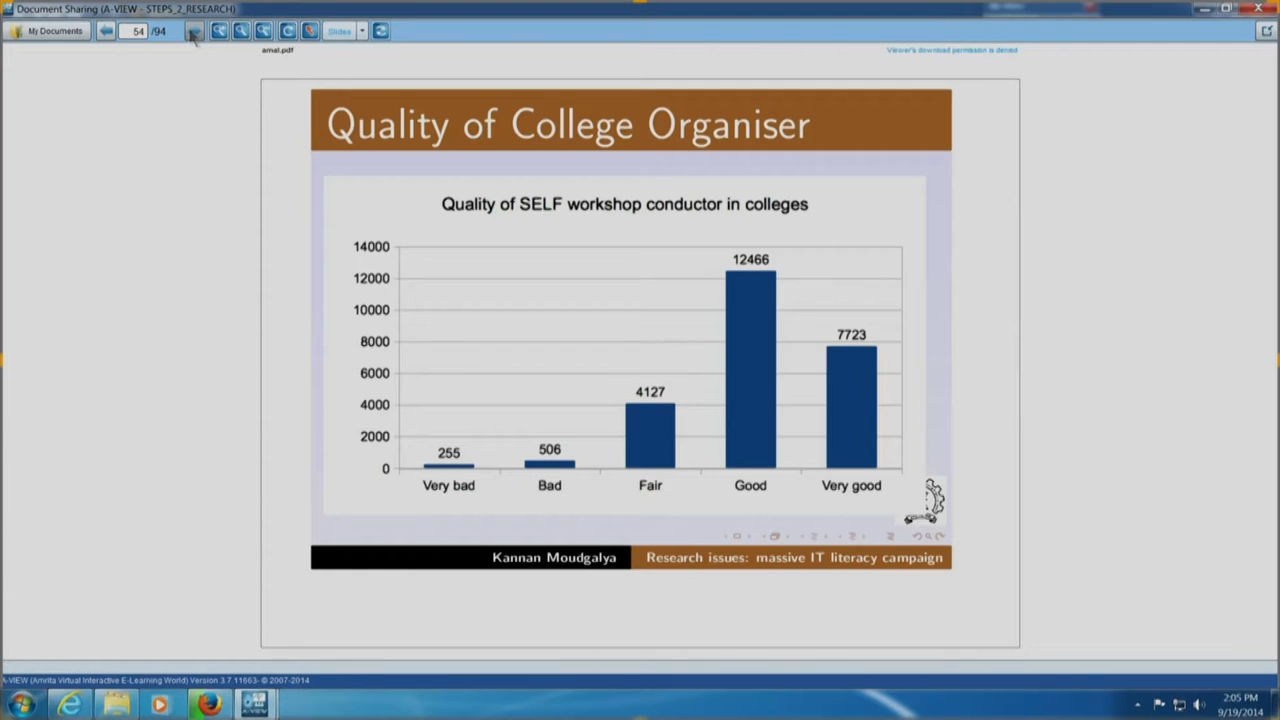 Document Sharing (A-VIEW - STEPS_2_RESEARCH)
My Documents
54 /94
Slides
amal.pdf
Viewer's download permission is denied
Quality of College Organiser
Quality of SELF workshop conductor in colleges
14000
12000
10000
8000
6000
4000
2000
0
255
506
4127
12466
7723
Very bad Bad Fair Good Very good
Kannan Moudgalya Research issues: massive IT literacy campaign
A-VIEW (Amrita Virtual Interactive E-Learning World) Version 3.7.11663- © 2007-2014
2:05 PM
9/19/2014